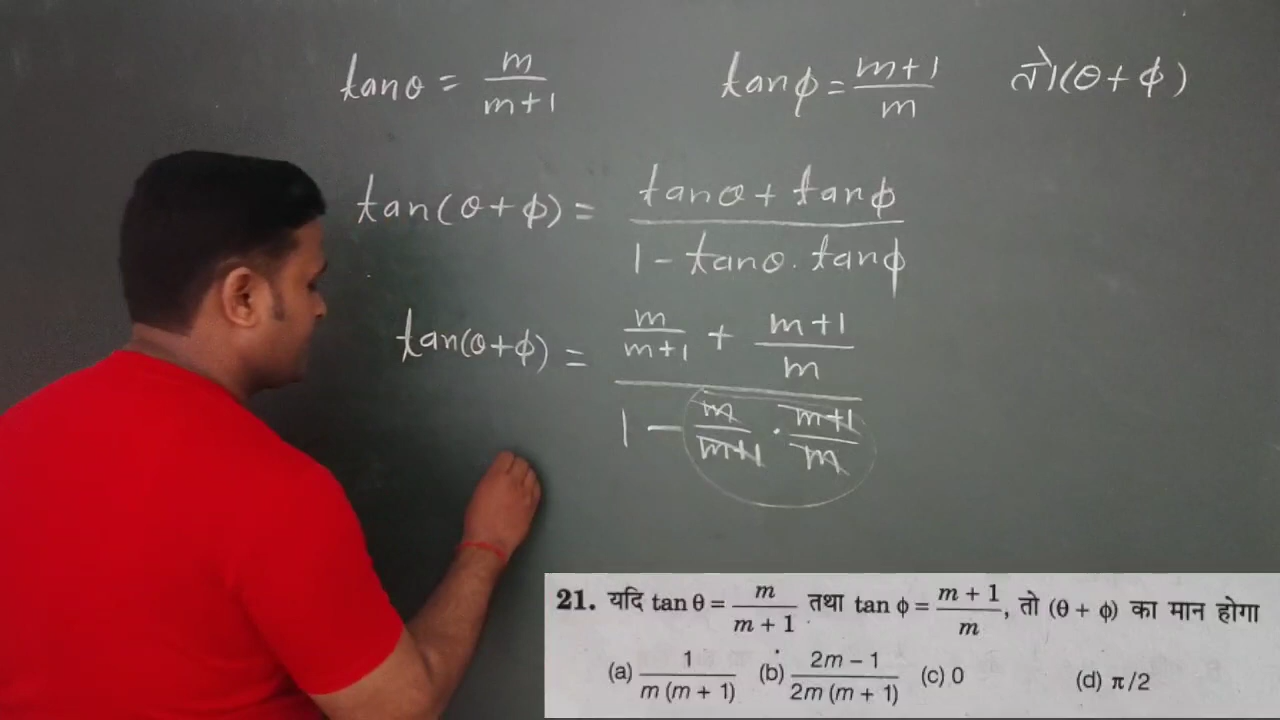 tanθ = m/(m+1) tanϕ = (m+1)/m तो (θ + ϕ)
tan(θ + ϕ) = (tanθ + tanϕ)/(1 - tanθ . tanϕ)
tan(θ+ϕ) = (m/(m+1) + (m+1)/m)/(1 - m/(m+1) . (m+1)/m)
21. यदि tan θ = m/(m + 1) तथा tan ϕ = (m + 1)/m, तो (θ + ϕ) का मान होगा
(a) 1/(m (m + 1)) (b) (2m – 1)/(2m (m + 1)) (c) 0 (d) π/2